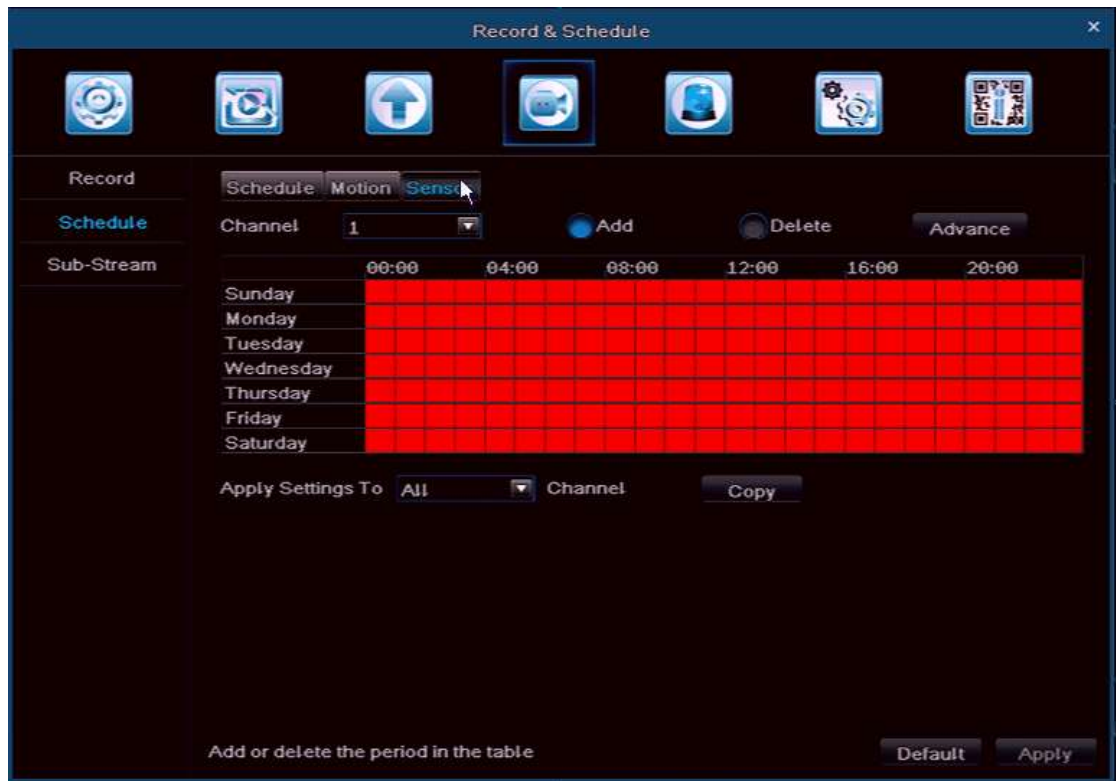 Record & Schedule ×
Record
Schedule
Sub-Stream
Schedule Motion Senso
Channel 1 Add Delete Advance
00:00 04:00 08:00 12:00 16:00 20:00
Sunday
Monday
Tuesday
Wednesday
Thursday
Friday
Saturday
Apply Settings To All Channel Copy
Add or delete the period in the table Default Apply